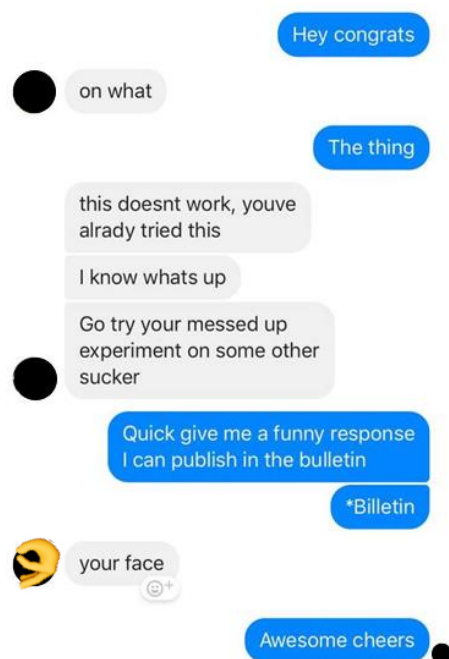 Hey congrats
on what
The thing
this doesnt work, youve
alrady tried this
I know whats up
Go try your messed up
experiment on some other
sucker
Quick give me a funny response
I can publish in the bulletin
*Billetin
your face
Awesome cheers